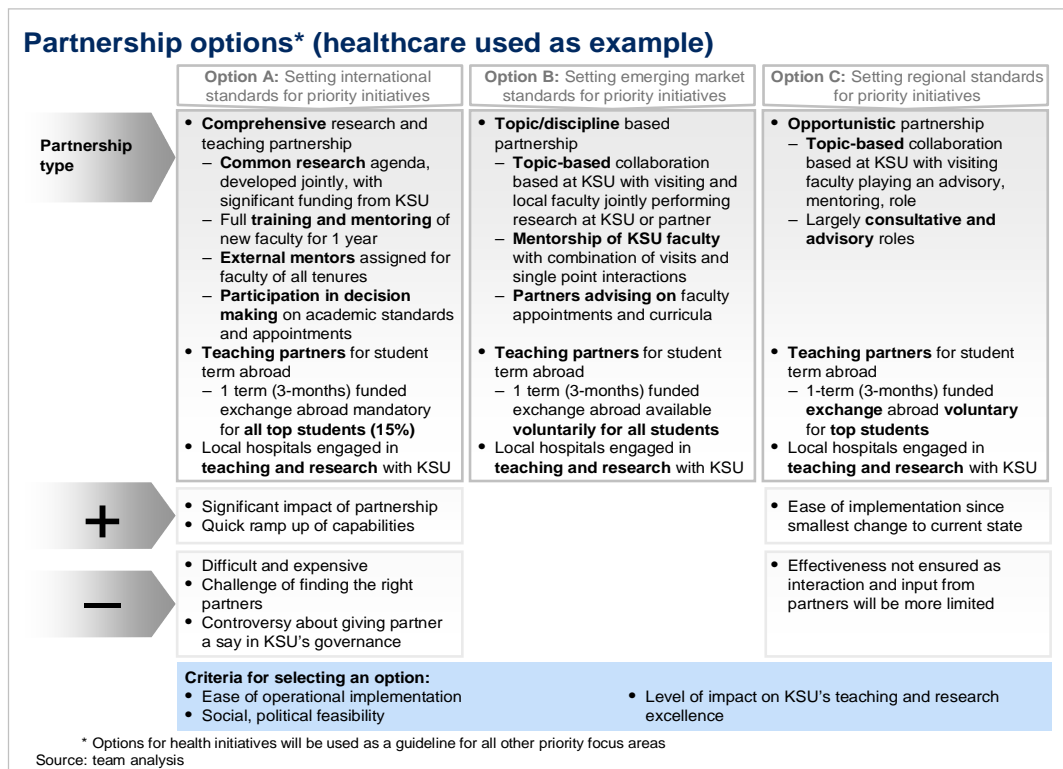 Partnership options* (healthcare used as example)
Option A: Setting international
standards for priority initiatives
Option B: Setting emerging market
standards for priority initiatives
Option C: Setting regional standards
for priority initiatives
Partnership
type
• Comprehensive research and
teaching partnership
– Common research agenda,
developed jointly, with
significant funding from KSU
– Full training and mentoring of
new faculty for 1 year
– External mentors assigned for
faculty of all tenures
– Participation in decision
making on academic standards
and appointments
• Teaching partners for student
term abroad
– 1 term (3-months) funded
exchange abroad mandatory
for all top students (15%)
• Local hospitals engaged in
teaching and research with KSU
• Topic/discipline based
partnership
– Topic-based collaboration
based at KSU with visiting and
local faculty jointly performing
research at KSU or partner
– Mentorship of KSU faculty
with combination of visits and
single point interactions
– Partners advising on faculty
appointments and curricula
• Teaching partners for student
term abroad
– 1 term (3-months) funded
exchange abroad available
voluntarily for all students
• Local hospitals engaged in
teaching and research with KSU
• Opportunistic partnership
– Topic-based collaboration
based at KSU with visiting
faculty playing an advisory,
mentoring, role
– Largely consultative and
advisory roles
• Teaching partners for student
term abroad
– 1-term (3-months) funded
exchange abroad voluntary
for top students
• Local hospitals engaged in
teaching and research with KSU
+
• Significant impact of partnership
• Quick ramp up of capabilities
• Ease of implementation since
smallest change to current state
–
• Difficult and expensive
• Challenge of finding the right
partners
• Controversy about giving partner
a say in KSU's governance
• Effectiveness not ensured as
interaction and input from
partners will be more limited
Criteria for selecting an option:
• Ease of operational implementation
• Social, political feasibility
• Level of impact on KSU's teaching and research
excellence
* Options for health initiatives will be used as a guideline for all other priority focus areas
Source: team analysis